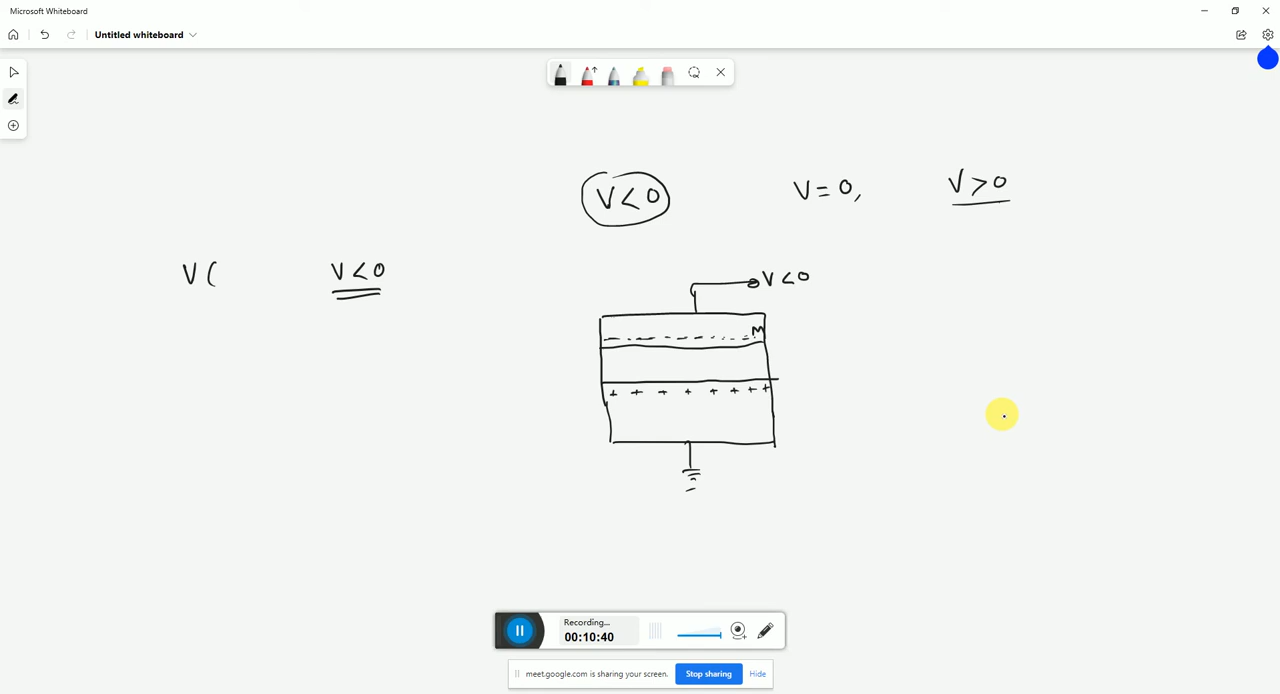 Microsoft Whiteboard
Untitled whiteboard
V<0 V=0, V>0
V( V<0 V<0
M
+ + + + + + + +
Recording...
00:10:40
meet.google.com is sharing your screen. Stop sharing Hide